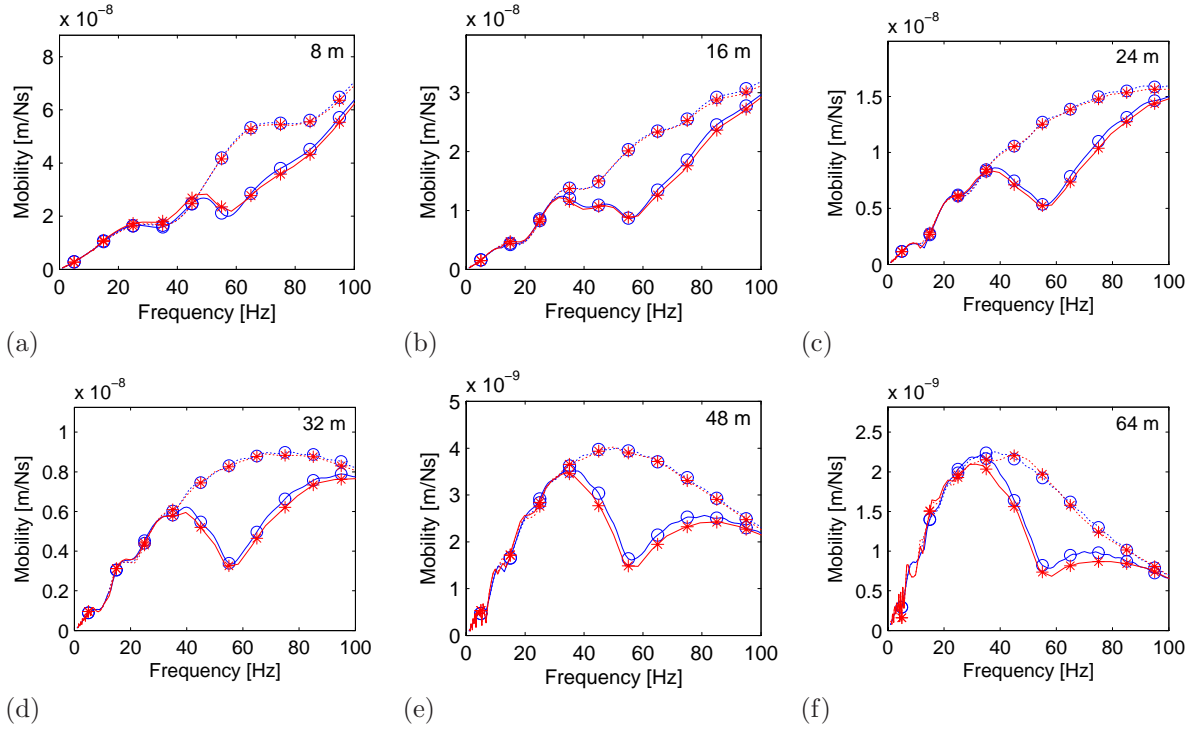 x 10⁻⁸
8 m
8
6
4
2
0
Mobility [m/Ns]
0 20 40 60 80 100
Frequency [Hz]
(a)
x 10⁻⁸
16 m
4
3
2
1
0
Mobility [m/Ns]
0 20 40 60 80 100
Frequency [Hz]
(b)
x 10⁻⁸
24 m
1.5
1
0.5
0
Mobility [m/Ns]
0 20 40 60 80 100
Frequency [Hz]
(c)
x 10⁻⁸
32 m
1
0.8
0.6
0.4
0.2
0
Mobility [m/Ns]
0 20 40 60 80 100
Frequency [Hz]
(d)
x 10⁻⁹
48 m
5
4
3
2
1
0
Mobility [m/Ns]
0 20 40 60 80 100
Frequency [Hz]
(e)
x 10⁻⁹
64 m
2.5
2
1.5
1
0.5
0
Mobility [m/Ns]
0 20 40 60 80 100
Frequency [Hz]
(f)